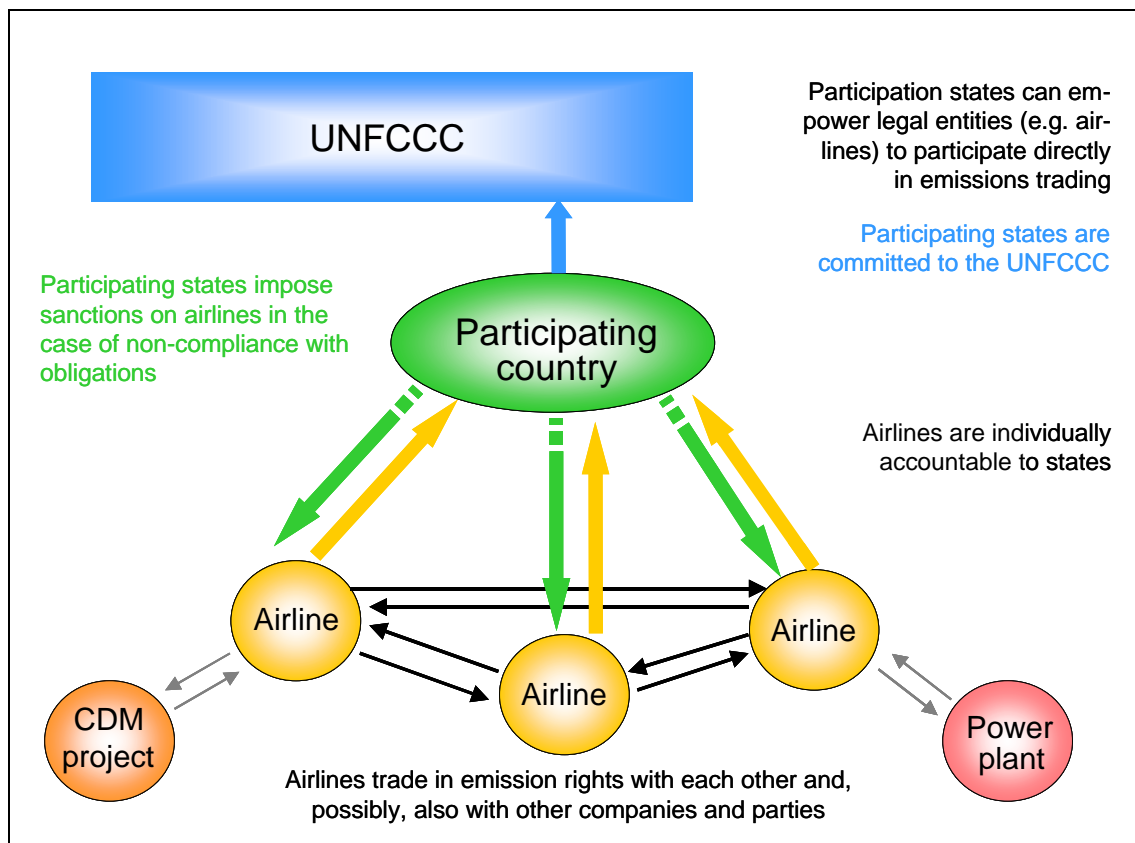 UNFCCC
Participation states can em-
power legal entities (e.g. air-
lines) to participate directly
in emissions trading
Participating states are
committed to the UNFCCC
Participating states impose
sanctions on airlines in the
case of non-compliance with
obligations
Participating
country
Airlines are individually
accountable to states
Airline
Airline
Airline
CDM
project
Power
plant
Airlines trade in emission rights with each other and,
possibly, also with other companies and parties